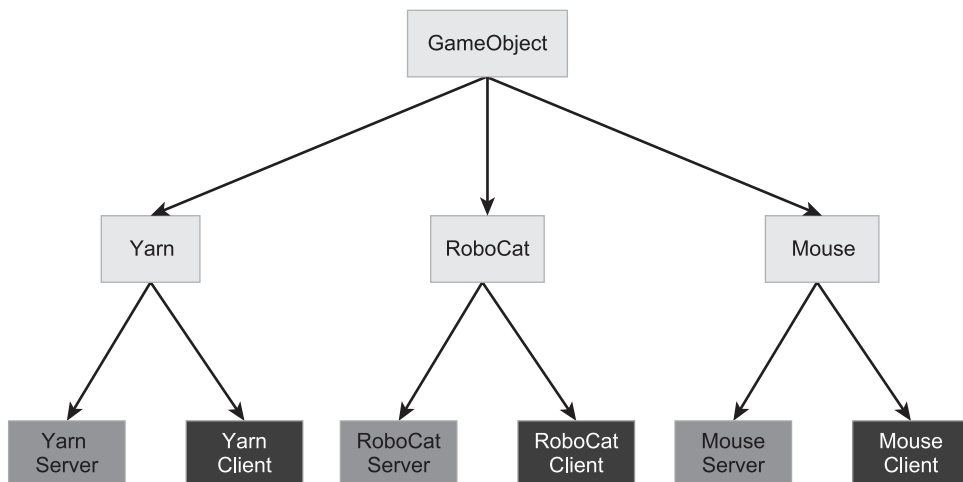 GameObject
Yarn
RoboCat
Mouse
Yarn
Server
Yarn
Client
RoboCat
Server
RoboCat
Client
Mouse
Server
Mouse
Client